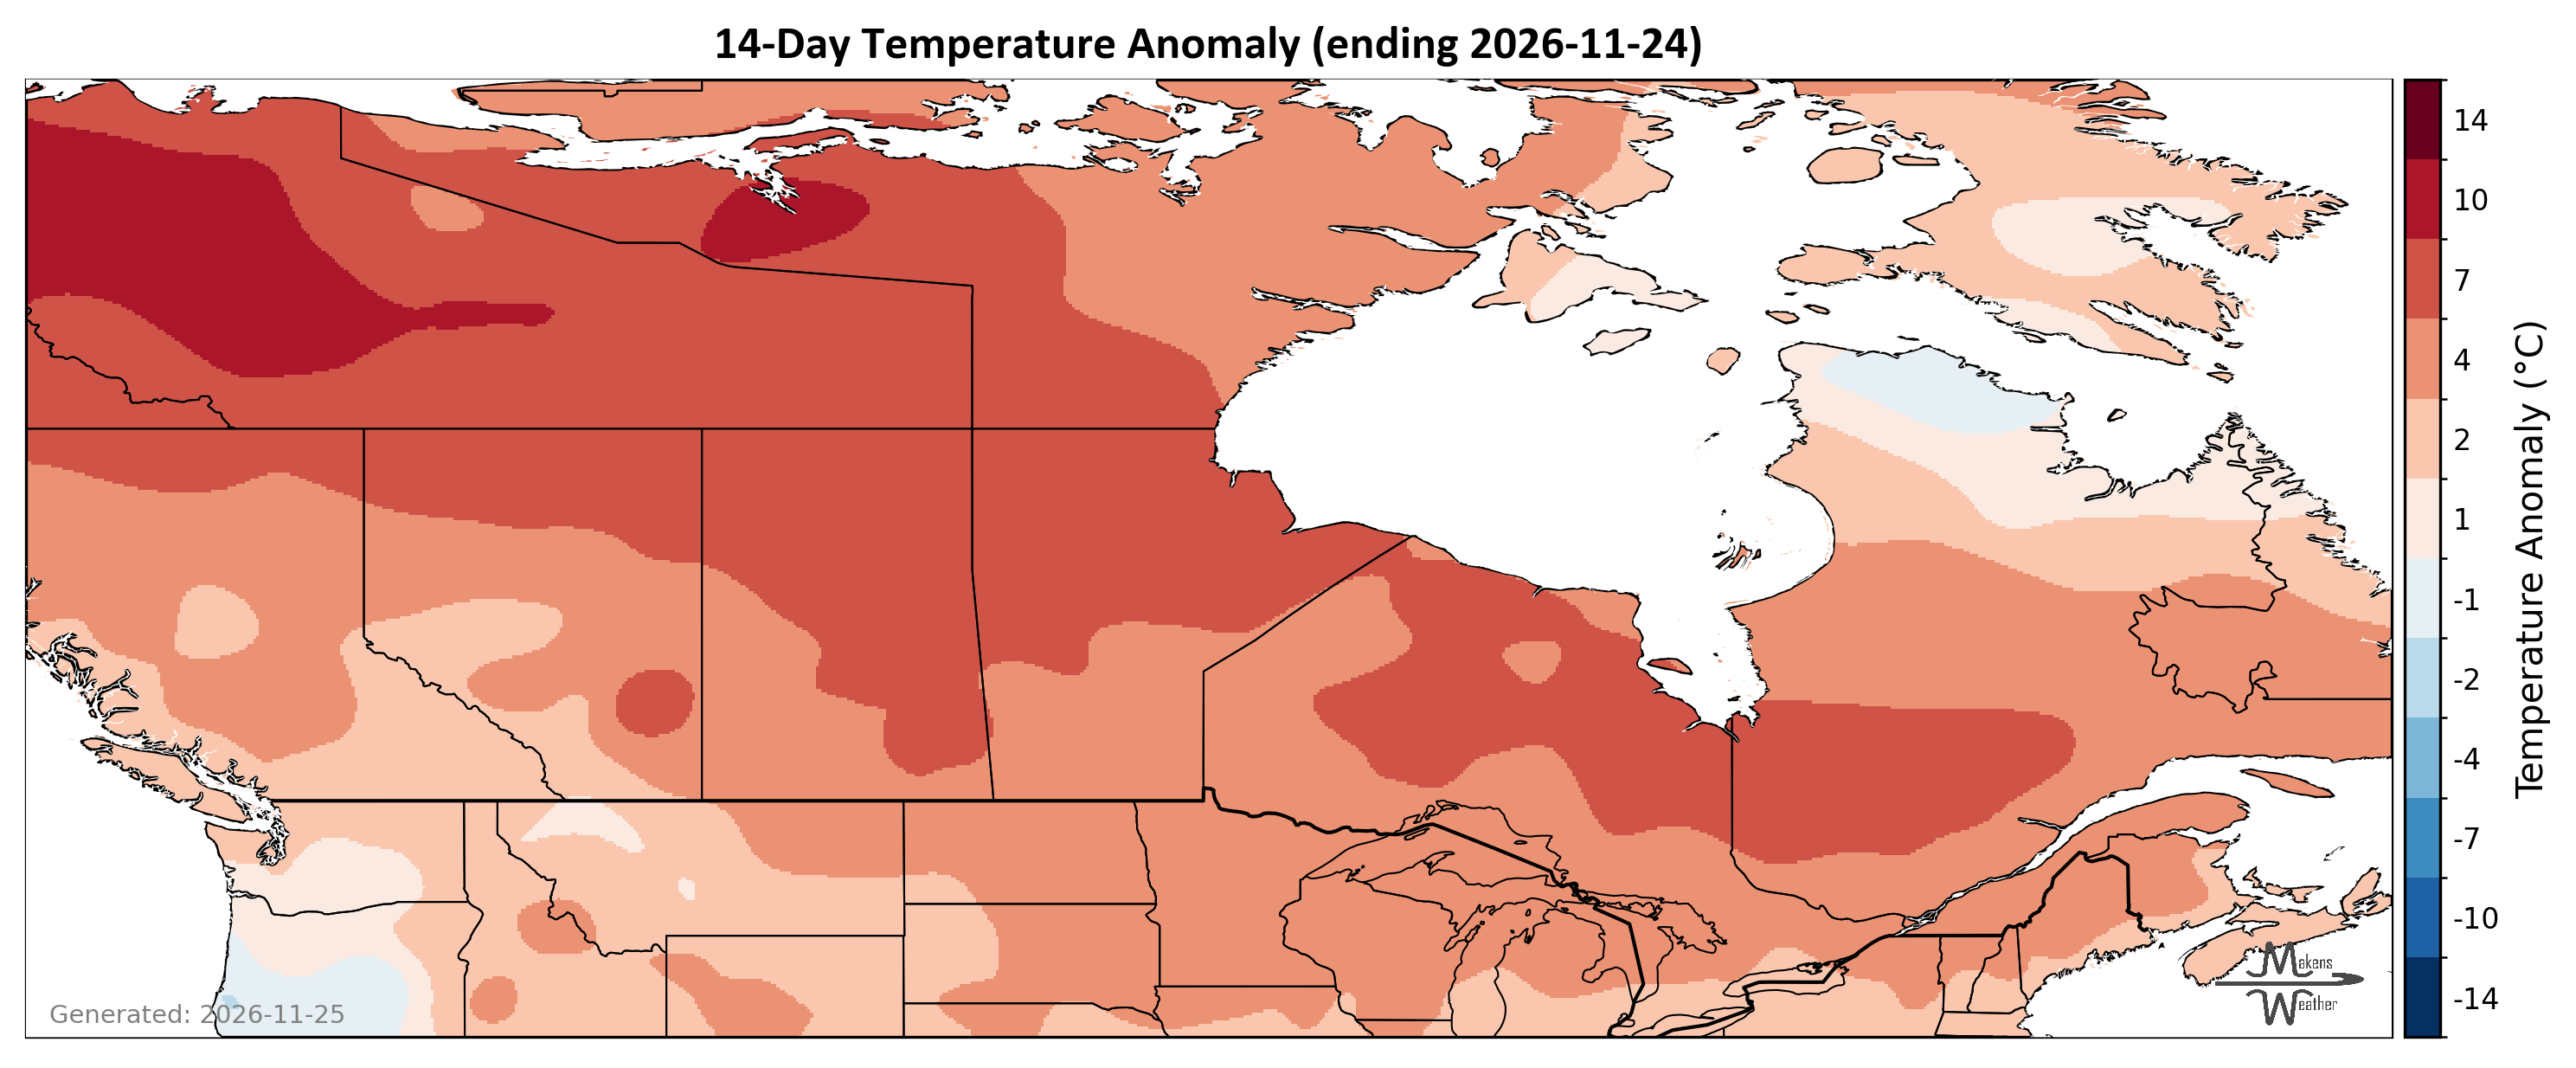 14-Day Temperature Anomaly (ending 2026-11-24)
14
10
7
4
2
1
-1
-2
-4
-7
-10
-14
Temperature Anomaly (°C)
Generated: 2026-11-25
Makens
Weather